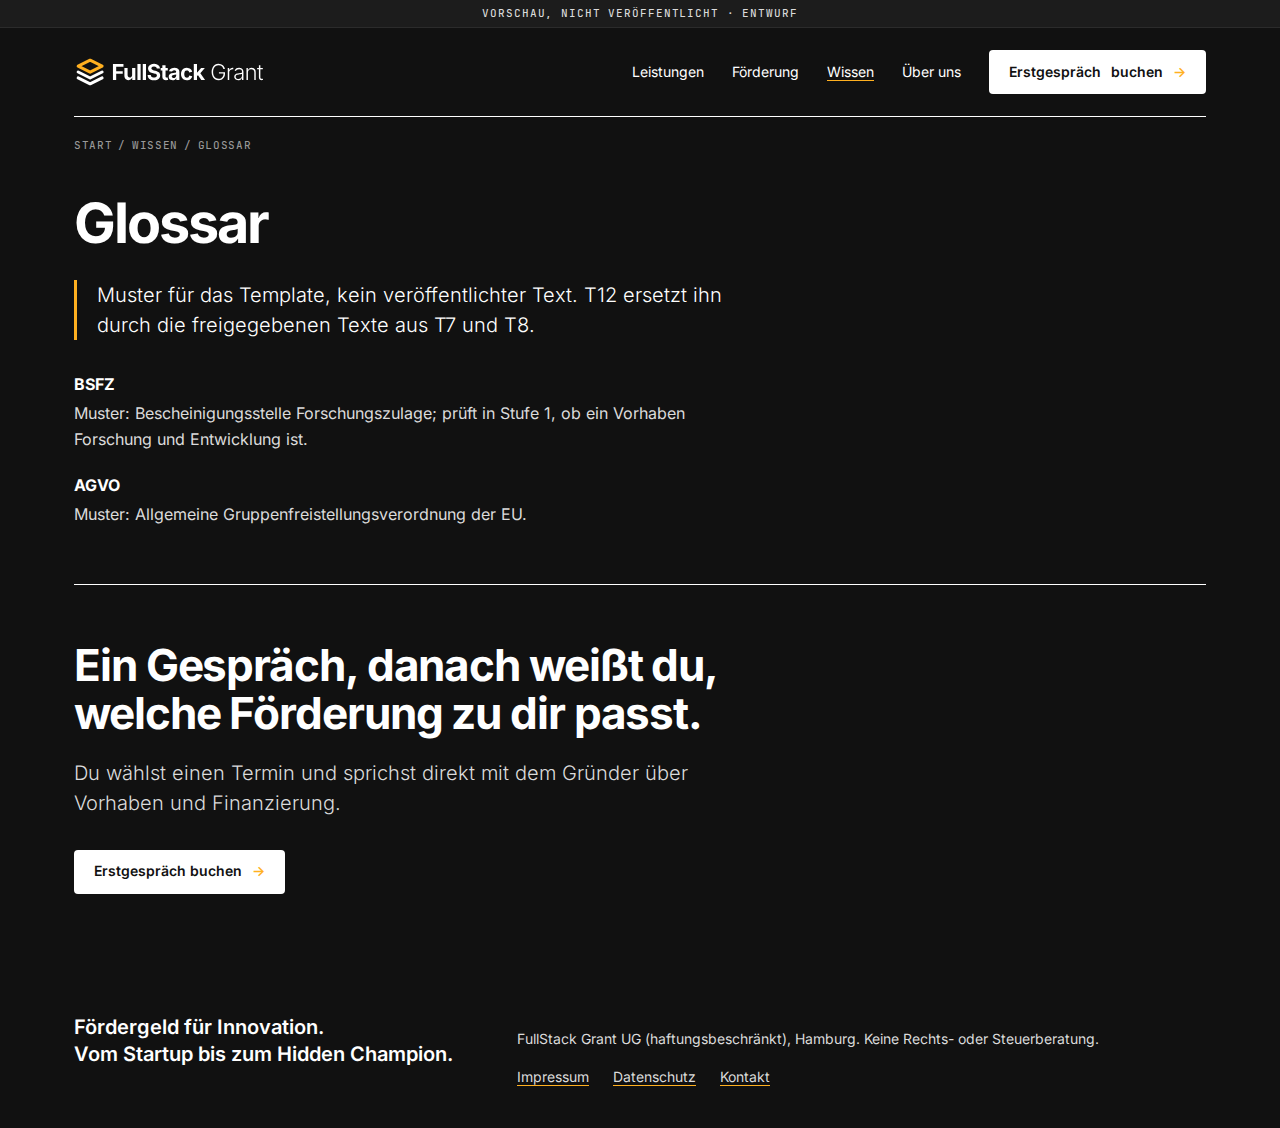 VORSCHAU, NICHT VERÖFFENTLICHT · ENTWURF
FullStack Grant
Leistungen
Förderung
Wissen
Über uns
Erstgespräch buchen →
START / WISSEN / GLOSSAR
Glossar
Muster für das Template, kein veröffentlichter Text. T12 ersetzt ihn
durch die freigegebenen Texte aus T7 und T8.
BSFZ
Muster: Bescheinigungsstelle Forschungszulage; prüft in Stufe 1, ob ein Vorhaben
Forschung und Entwicklung ist.
AGVO
Muster: Allgemeine Gruppenfreistellungsverordnung der EU.
Ein Gespräch, danach weißt du,
welche Förderung zu dir passt.
Du wählst einen Termin und sprichst direkt mit dem Gründer über
Vorhaben und Finanzierung.
Erstgespräch buchen →
Fördergeld für Innovation.
Vom Startup bis zum Hidden Champion.
FullStack Grant UG (haftungsbeschränkt), Hamburg. Keine Rechts- oder Steuerberatung.
Impressum
Datenschutz
Kontakt